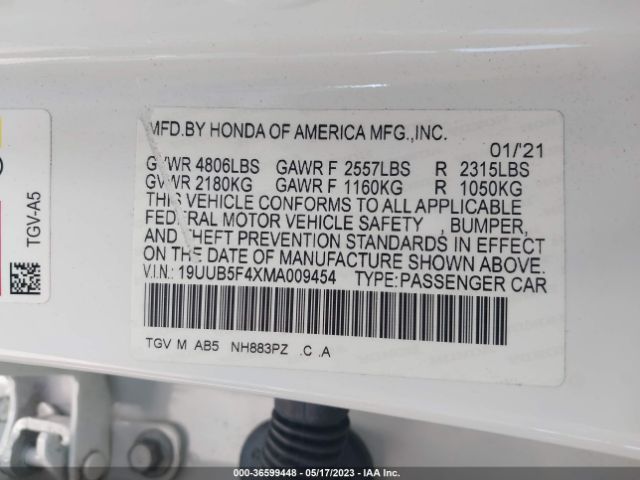 MFD.BY HONDA OF AMERICA MFG.,INC.
01/'21
GVWR 4806LBS GAWR F 2557LBS R 2315LBS
GVWR 2180KG GAWR F 1160KG R 1050KG
THIS VEHICLE CONFORMS TO ALL APPLICABLE
FEDERAL MOTOR VEHICLE SAFETY , BUMPER,
AND THEFT PREVENTION STANDARDS IN EFFECT
ON THE DATE OF MANUFACTURE SHOWN ABOVE.
V.I.N.: 19UUB5F4XMA009454 TYPE:PASSENGER CAR
TGV M AB5 NH883PZ .C .A
TGV-A5
000-36599448 - 05/17/2023 - IAA Inc.